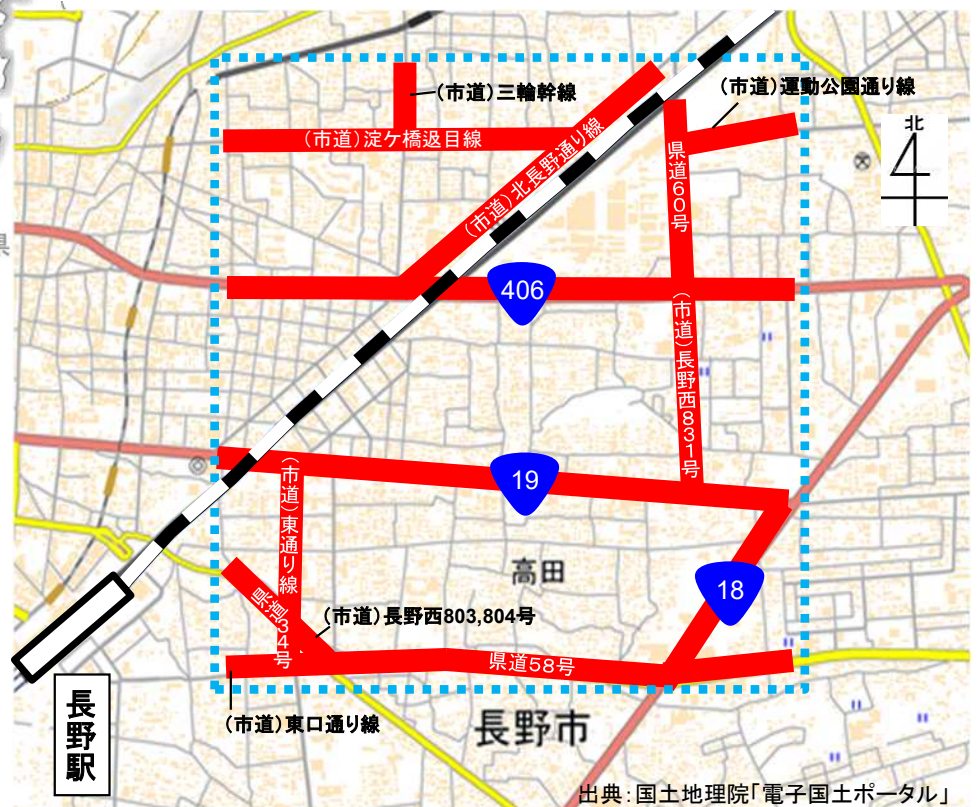 (市道)三輪幹線
(市道)運動公園通り線
(市道)淀ケ橋返目線
(市道)北長野通り線
北
県道60号
406
(市道)長野西831号
19
(市道)東通り線
高田
18
県道34号
(市道)長野西803,804号
県道58号
(市道)東口通り線
長野市
長野駅
出典:国土地理院「電子国土ポータル」